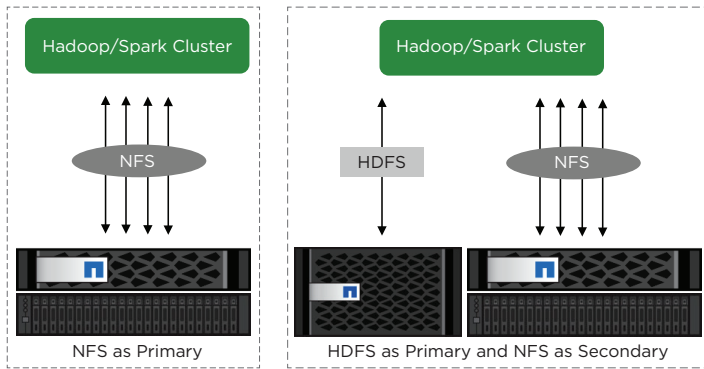 Hadoop/Spark Cluster
NFS
NFS as Primary
Hadoop/Spark Cluster
HDFS
NFS
HDFS as Primary and NFS as Secondary